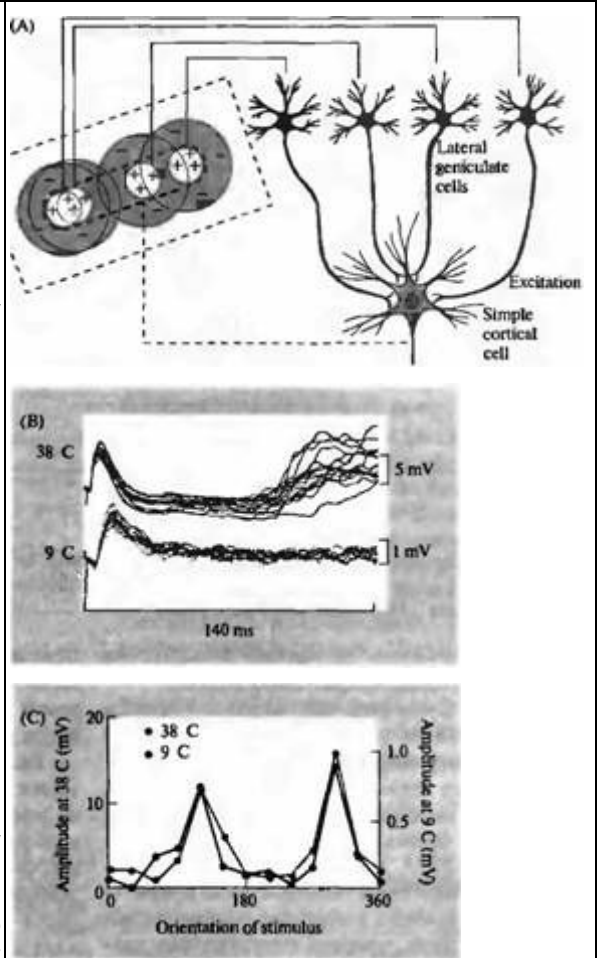 (A)
Lateral
geniculate
cells
Excitation
Simple
cortical
cell
(B)
38 C
5 mV
9 C
1 mV
140 ms
(C)
Amplitude at 38 C (mV)
20
10
0
38 C
9 C
1.0
0.5
Amplitude at 9 C (mV)
0
180
360
Orientation of stimulus